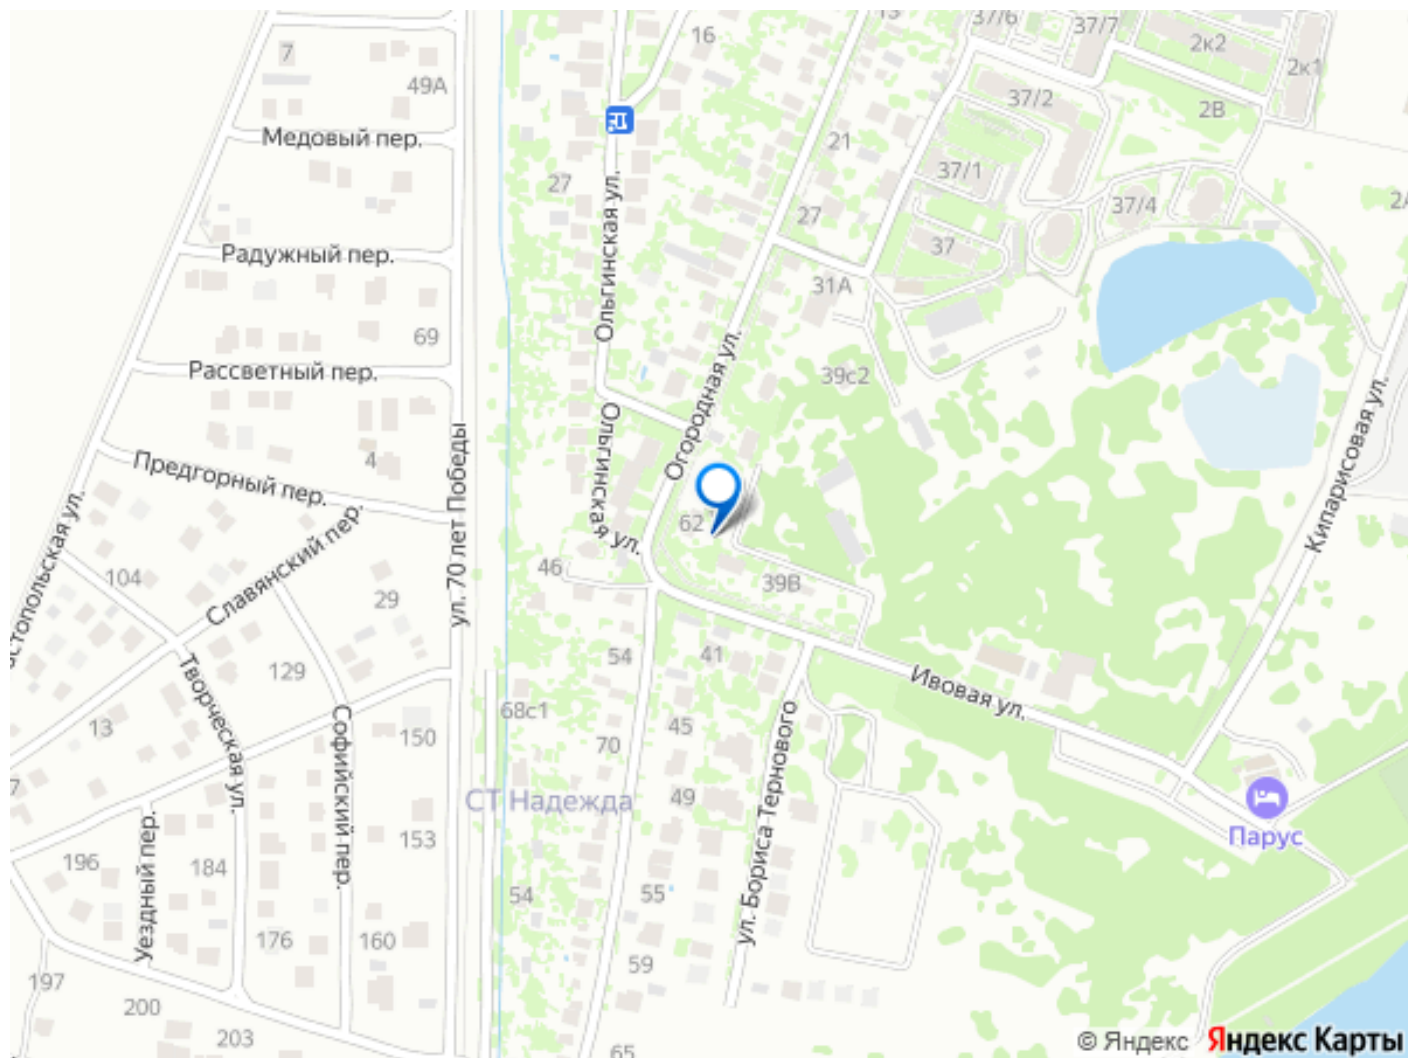 13
37/6
37/7
16
2к2
7
2к1
49А
37/2
2В
Медовый пер.
21
37/1
27
Ольгинская ул.
37/4
27
37
Радужный пер.
31А
69
Рассветный пер.
Огородная ул.
39с2
Кипарисовая ул.
Ольгинская ул.
ул. 70 лет Победы
4
Предгорный пер.
62
Славянский пер.
46
104
39В
29
54
41
129
Творческая ул.
Ивовая ул.
68с1
13
Софийский пер.
150
70
45
ул. Бориса Тернового
49
СТ Надежда
Парус
153
Уездный пер.
196
184
54
55
176
160
59
197
200
203
65
© Яндекс
Яндекс Карты